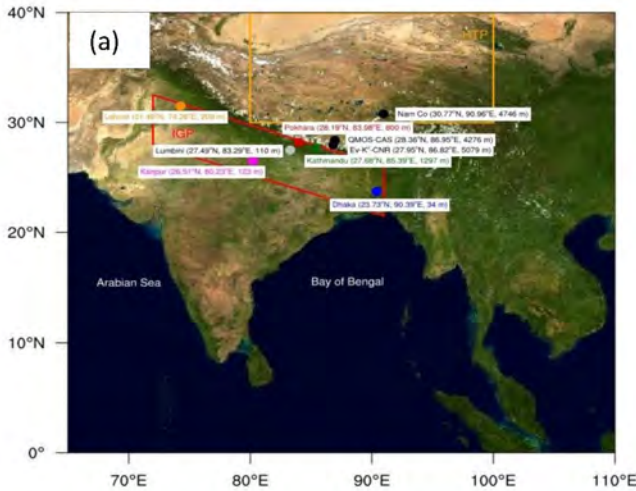 (a)
40°N
HTP
Nam Co (30.77°N, 90.96°E, 4746 m)
Lahore (31.49°N, 74.26°E, 209 m)
30°N
IGP
Pokhara (28.19°N, 83.98°E, 800 m)
QMOS-CAS (28.36°N, 86.95°E, 4276 m)
Lumbini (27.49°N, 83.29°E, 110 m)
Ev-K²-CNR (27.95°N, 86.82°E, 5079 m)
Kathmandu (27.68°N, 85.39°E, 1297 m)
Kanpur (26.51°N, 80.23°E, 123 m)
Dhaka (23.73°N, 90.39°E, 34 m)
20°N
Arabian Sea
Bay of Bengal
10°N
0°
70°E
80°E
90°E
100°E
110°E